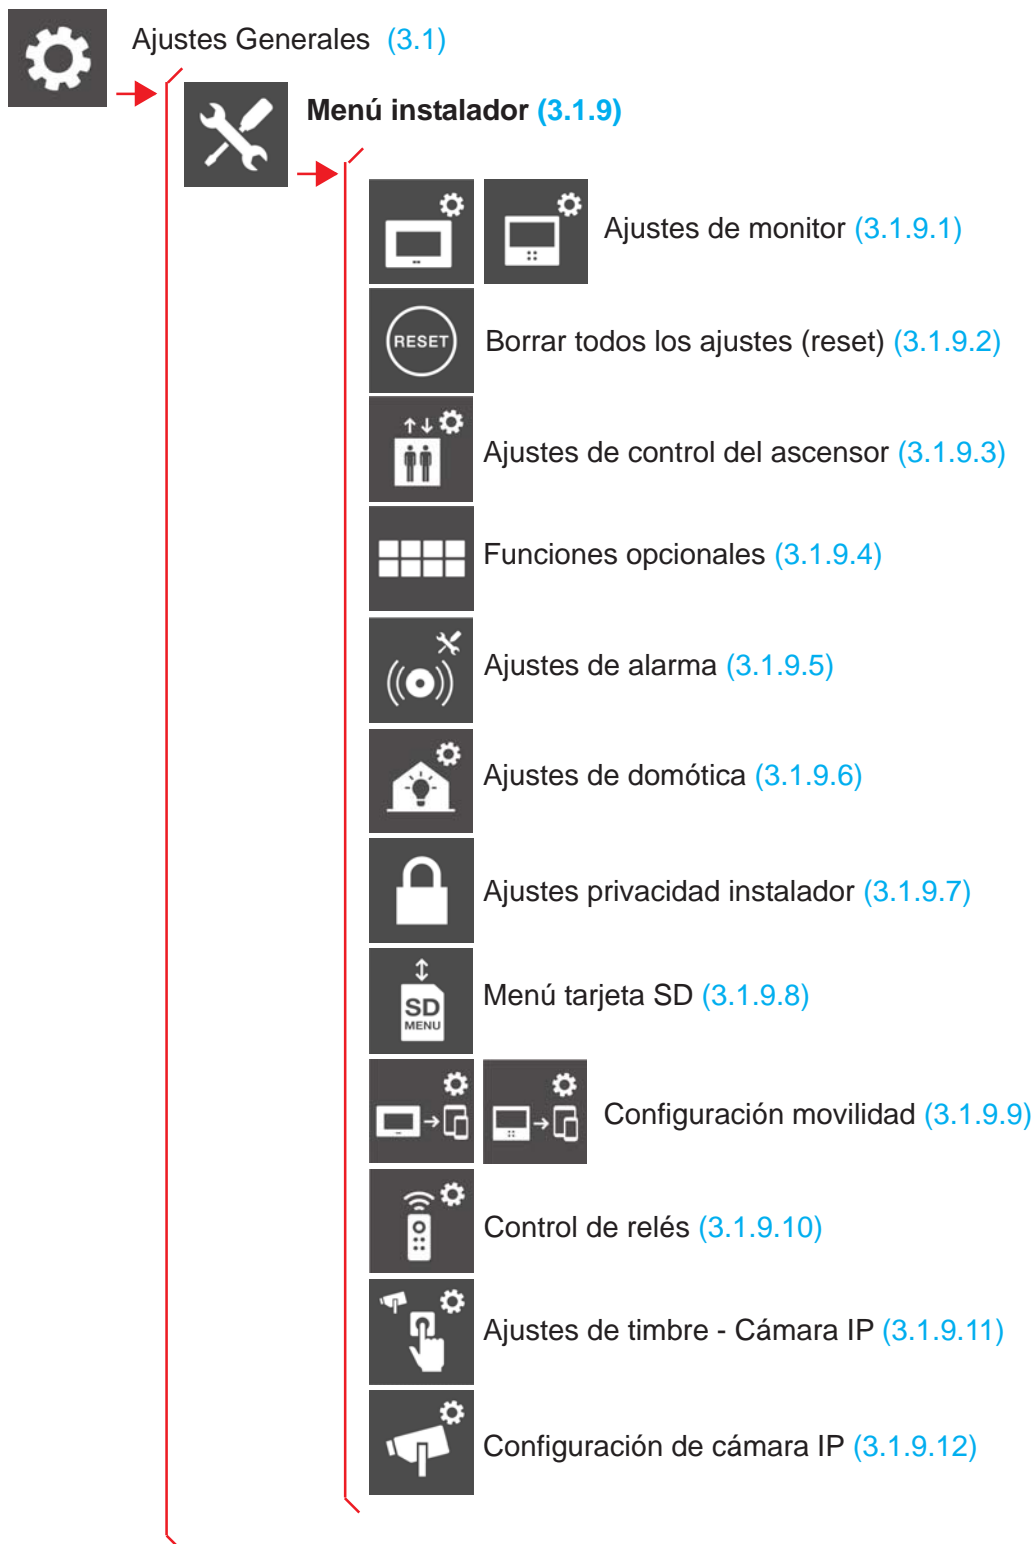 Ajustes Generales (3.1)
Menú instalador (3.1.9)
Ajustes de monitor (3.1.9.1)
RESET
Borrar todos los ajustes (reset) (3.1.9.2)
Ajustes de control del ascensor (3.1.9.3)
Funciones opcionales (3.1.9.4)
Ajustes de alarma (3.1.9.5)
Ajustes de domótica (3.1.9.6)
Ajustes privacidad instalador (3.1.9.7)
SD
MENU
Menú tarjeta SD (3.1.9.8)
Configuración movilidad (3.1.9.9)
Control de relés (3.1.9.10)
Ajustes de timbre - Cámara IP (3.1.9.11)
Configuración de cámara IP (3.1.9.12)